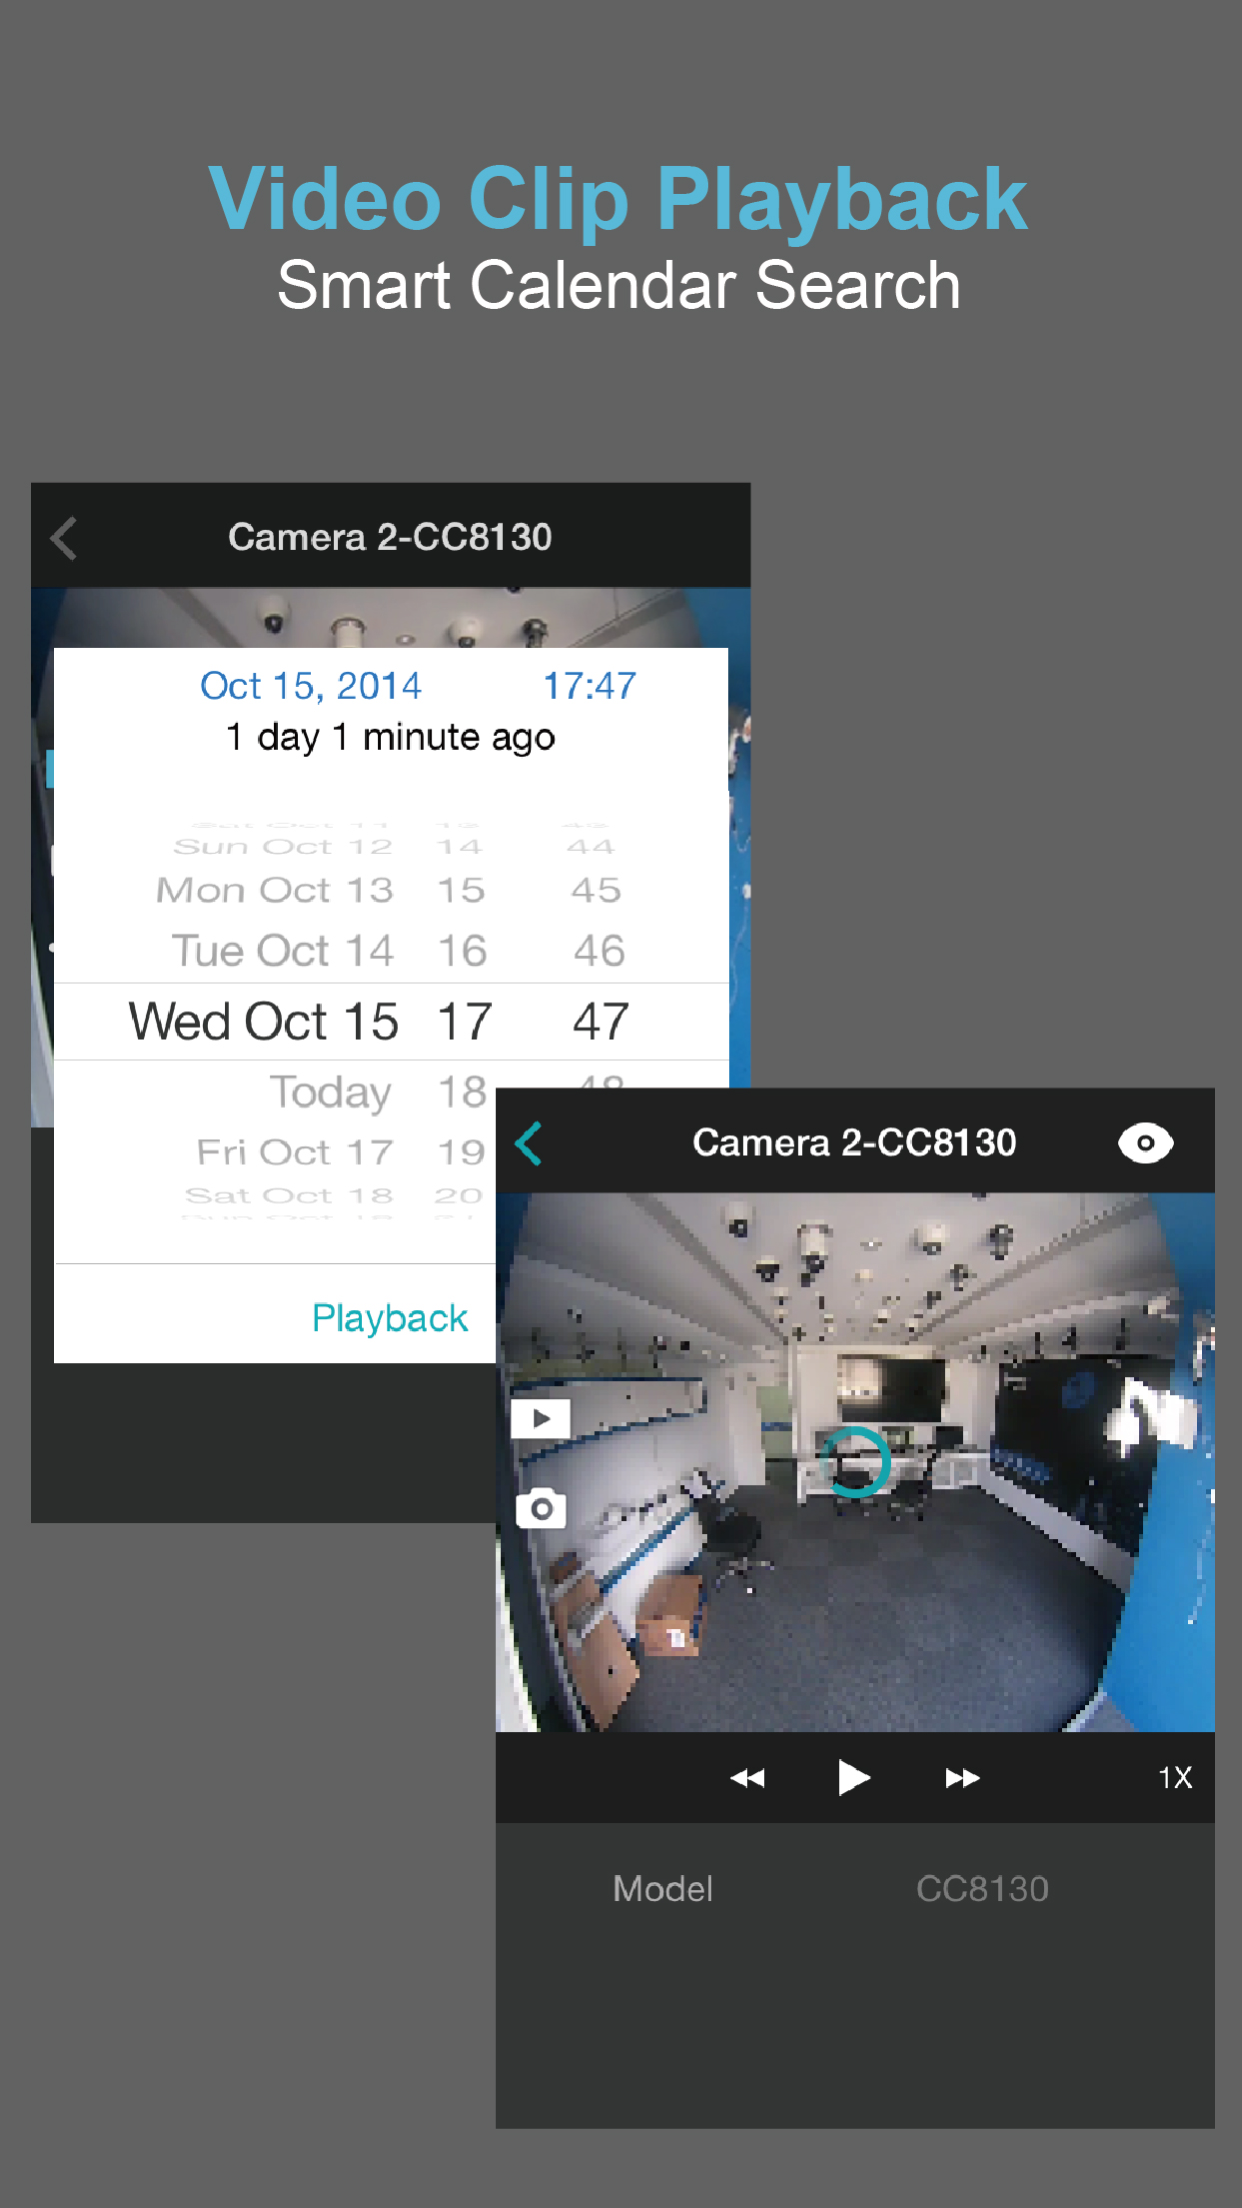 Video Clip Playback
Smart Calendar Search
Camera 2-CC8130
Oct 15, 2014 17:47
1 day 1 minute ago
Sun Oct 12 14 44
Mon Oct 13 15 45
Tue Oct 14 16 46
Wed Oct 15 17 47
Today 18 48
Fri Oct 17 19
Sat Oct 18 20
Playback
Camera 2-CC8130
1X
Model CC8130